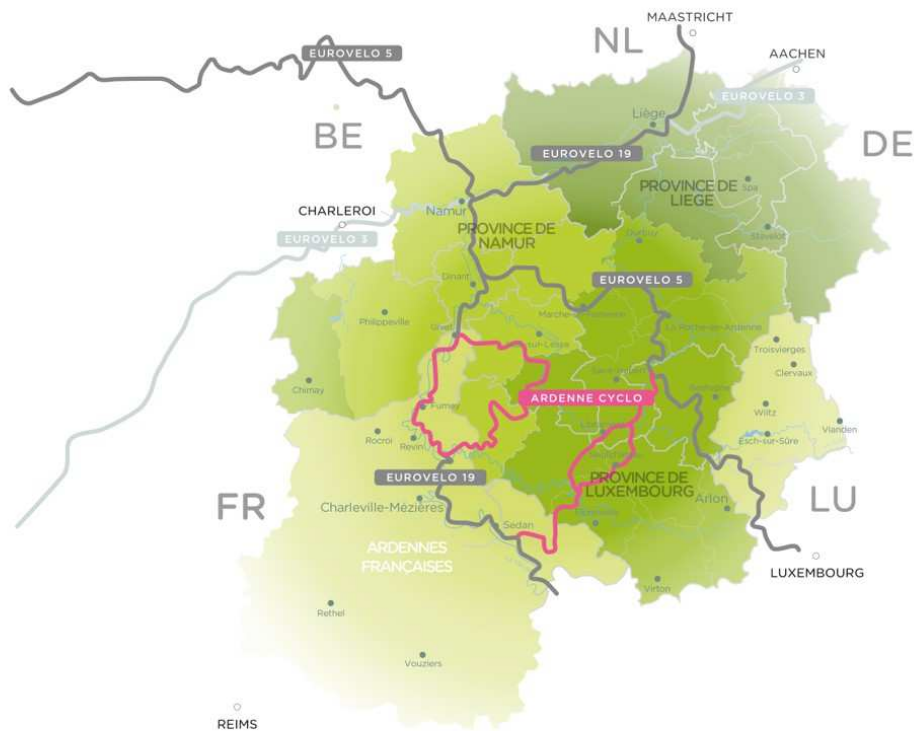 MAASTRICHT
NL
EUROVELO 5
AACHEN
EUROVELO 3
BE
Liège
DE
EUROVELO 19
PROVINCE DE
LIEGE
Spa
CHARLEROI
Namur
PROVINCE DE
NAMUR
Durbuy
Stavelot
EUROVELO 3
Dinant
EUROVELO 5
Philippeville
Givet
La Roche-en-Ardenne
Troisvierges
Clervaux
Chimay
ARDENNE CYCLO
Fumay
Wiltz
Vianden
Rocroi
Revin
Esch-sur-Sûre
EUROVELO 19
PROVINCE DE
LUXEMBOURG
FR
Charleville-Mézières
Arlon
LU
Sedan
ARDENNES
FRANÇAISES
LUXEMBOURG
Virton
Rethel
Vouziers
REIMS